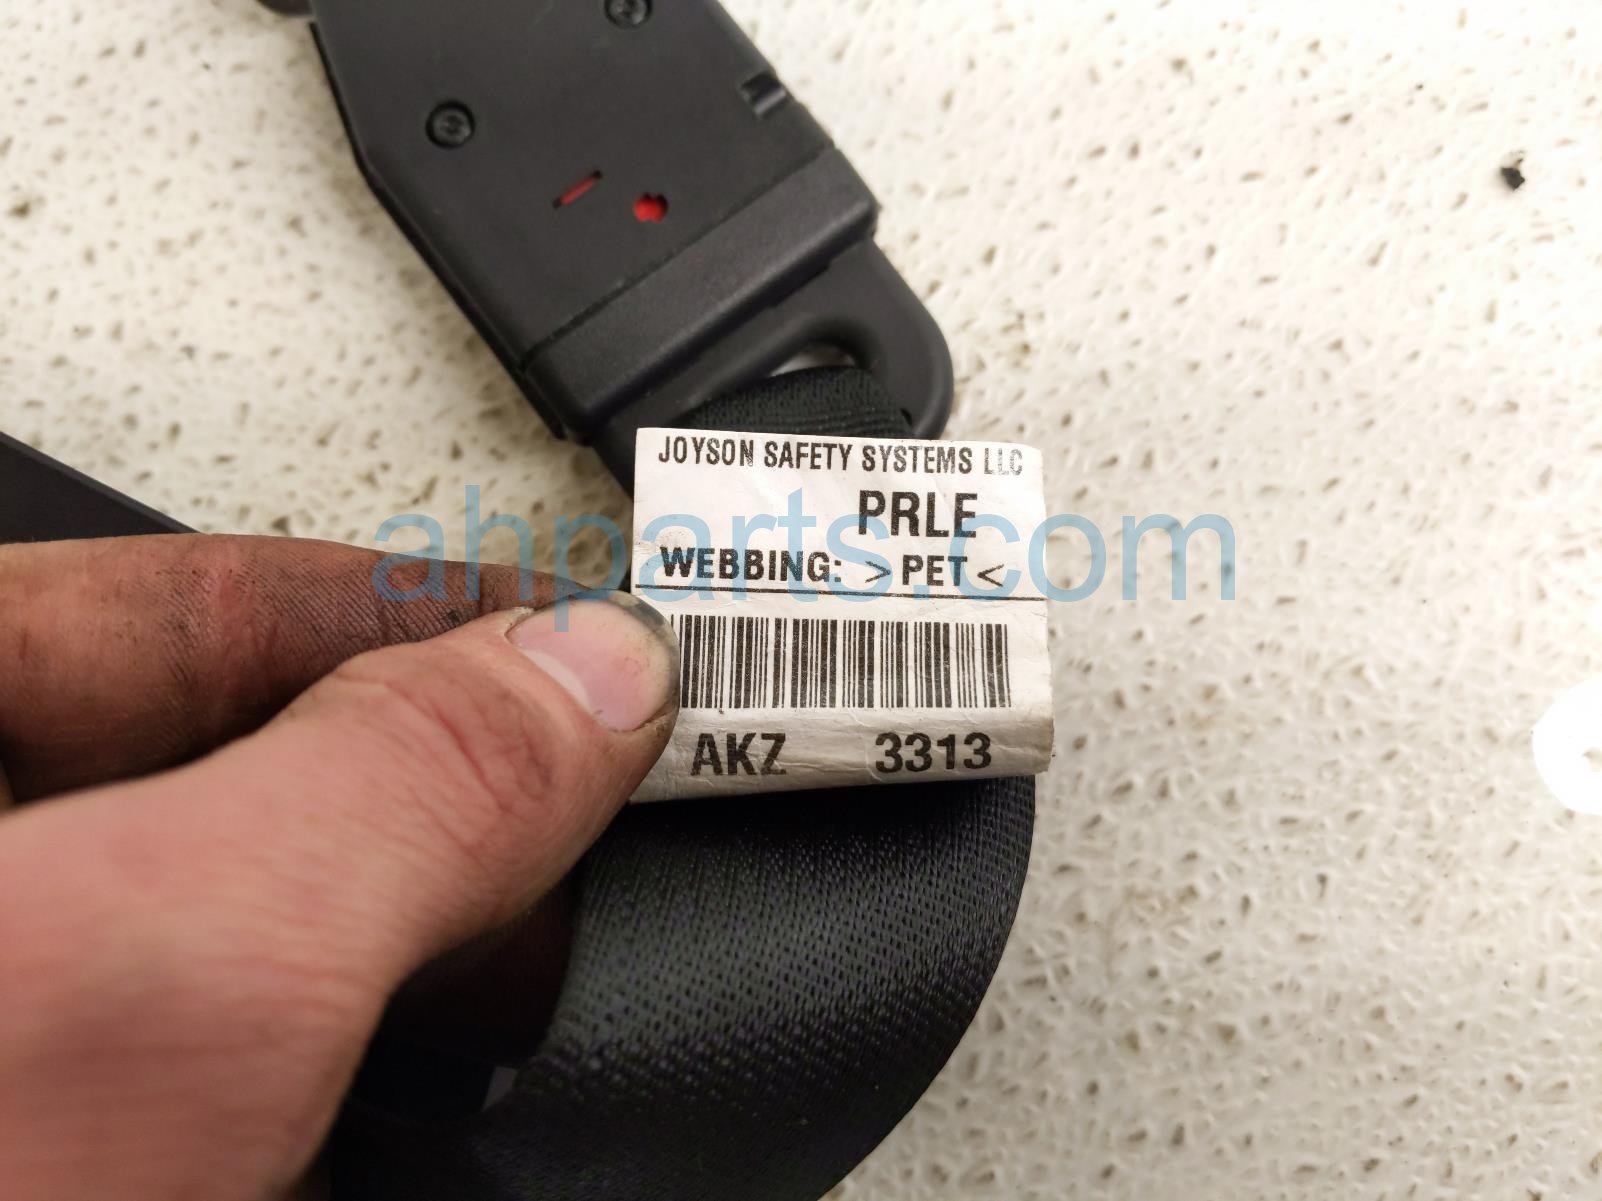 JOYSON SAFETY SYSTEMS LLC
PRLE
WEBBING: >PET<
AKZ 3313
ahparts.com